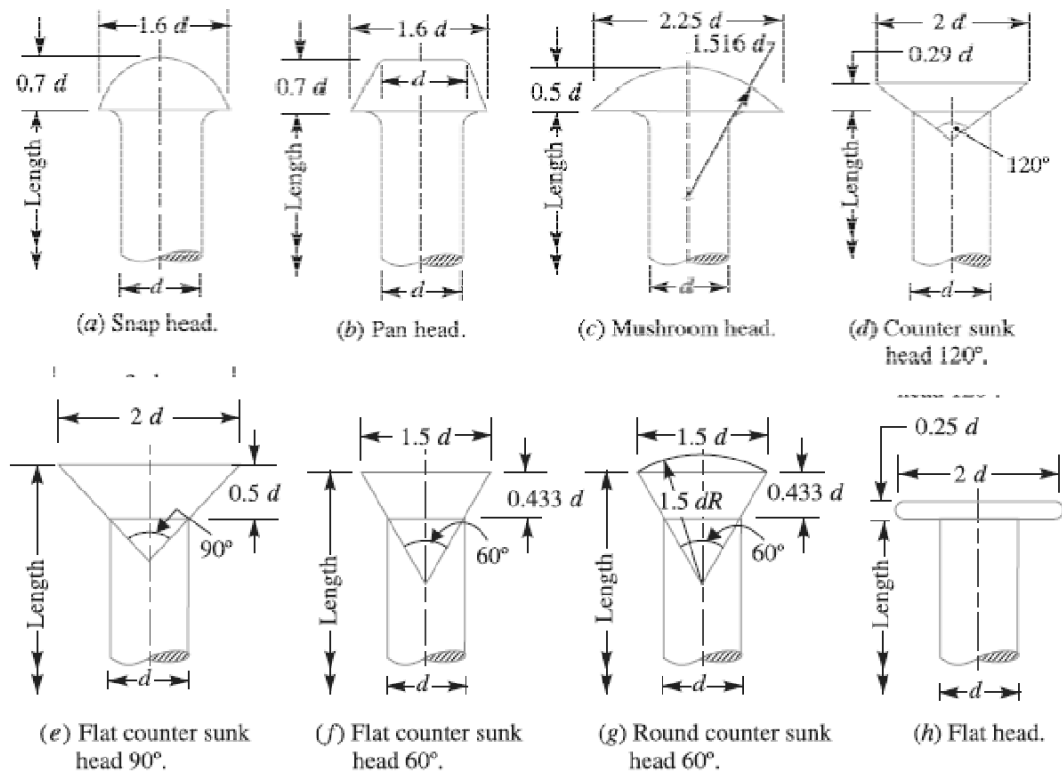 1.6 d
0.7 d
Length
d
(a) Snap head.
1.6 d
0.7 d
d
Length
d
(b) Pan head.
2.25 d
1.516 d
0.5 d
Length
d
(c) Mushroom head.
2 d
0.29 d
Length
120°
d
(d) Counter sunk
head 120°.
2 d
0.5 d
90°
Length
d
(e) Flat counter sunk
head 90°.
1.5 d
0.433 d
60°
Length
d
(f) Flat counter sunk
head 60°.
1.5 d
1.5 dR
0.433 d
60°
Length
d
(g) Round counter sunk
head 60°.
0.25 d
2 d
Length
d
(h) Flat head.